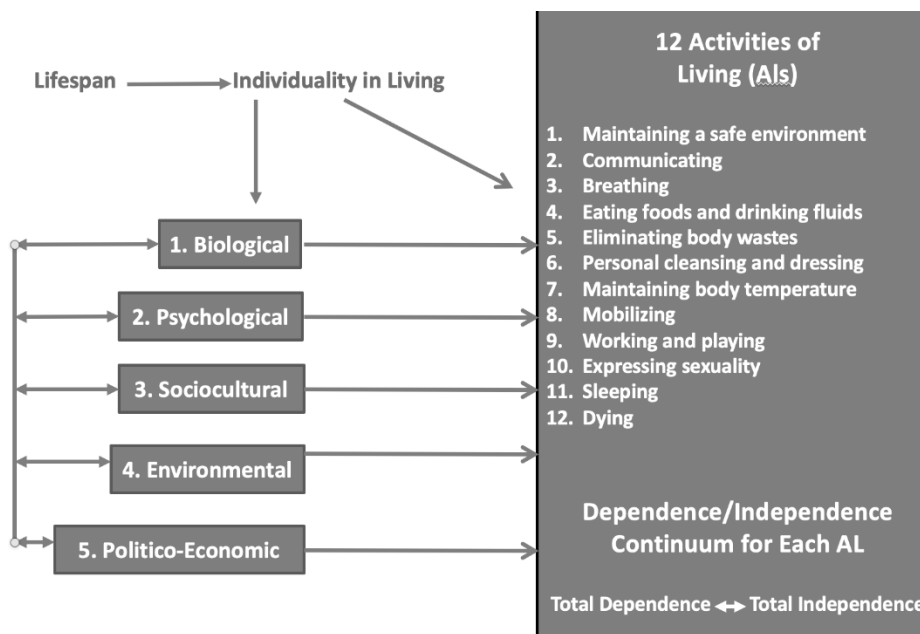 Lifespan
Individuality in Living
1. Biological
2. Psychological
3. Sociocultural
4. Environmental
5. Politico-Economic
12 Activities of
Living (Als)
1. Maintaining a safe environment
2. Communicating
3. Breathing
4. Eating foods and drinking fluids
5. Eliminating body wastes
6. Personal cleansing and dressing
7. Maintaining body temperature
8. Mobilizing
9. Working and playing
10. Expressing sexuality
11. Sleeping
12. Dying
Dependence/Independence
Continuum for Each AL
Total Dependence ↔ Total Independence